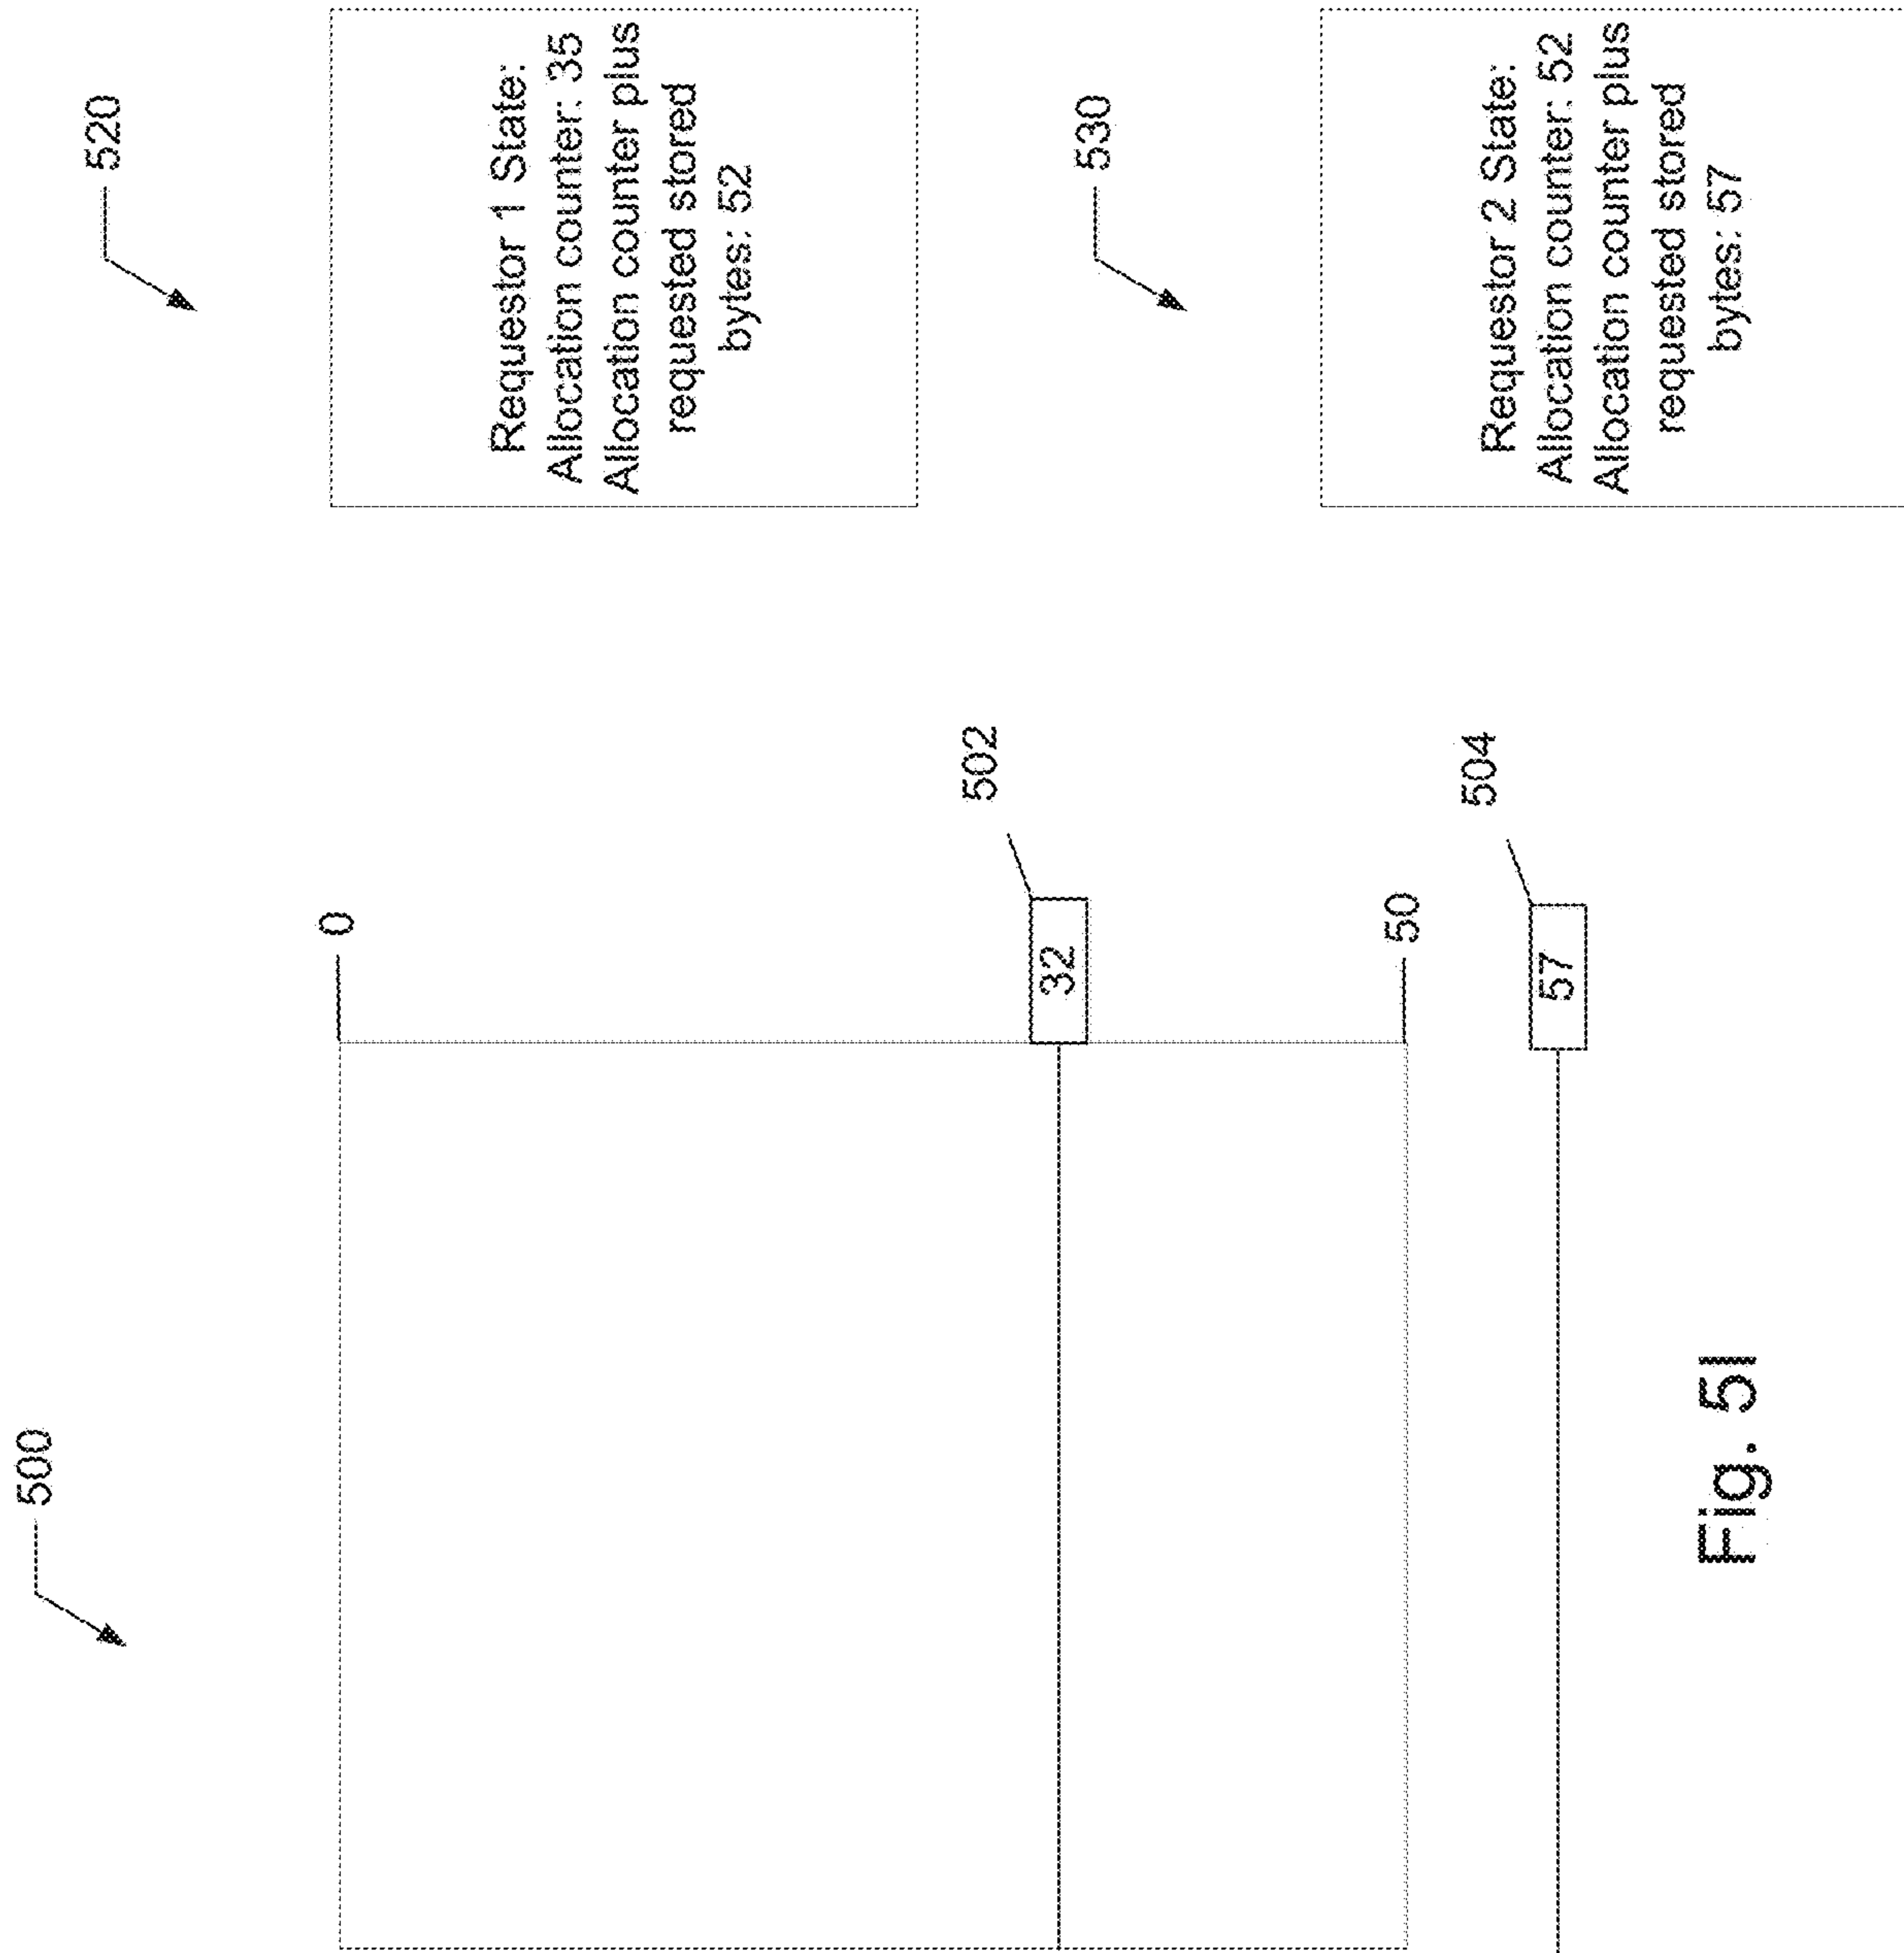 500
520
0
Requestor 1 State:
Allocation counter: 35
Allocation counter plus
requested stored
bytes: 52
502
32
530
50
504
57
Requestor 2 State:
Allocation counter: 52
Allocation counter plus
requested stored
bytes: 57
Fig. 5I